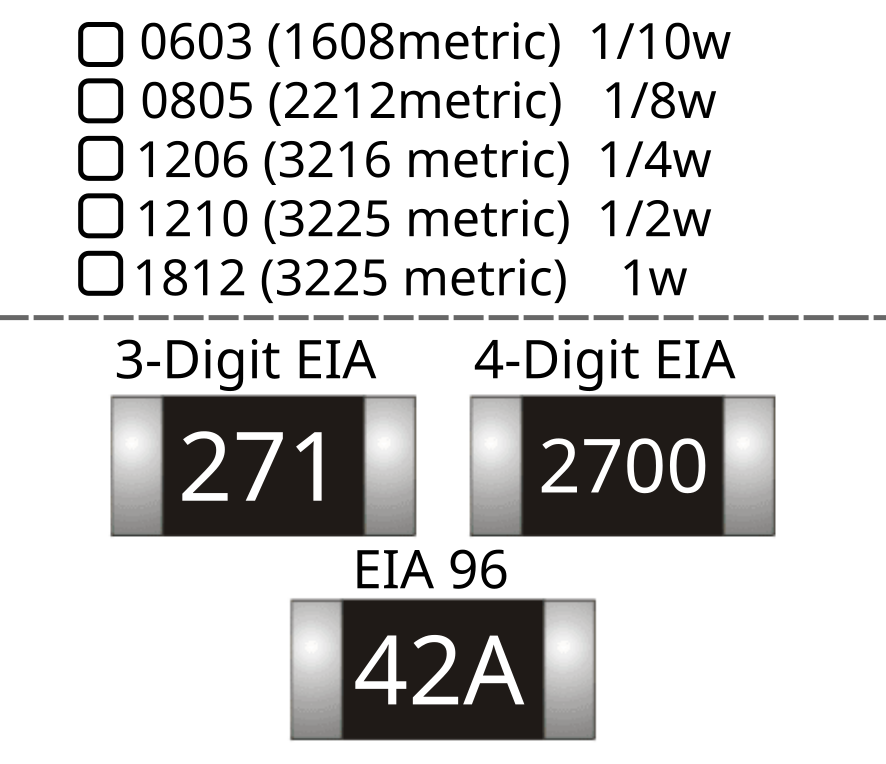 0603 (1608metric) 1/10w
0805 (2212metric) 1/8w
1206 (3216 metric) 1/4w
1210 (3225 metric) 1/2w
1812 (3225 metric) 1w
3-Digit EIA 4-Digit EIA
271 2700
EIA 96
42A